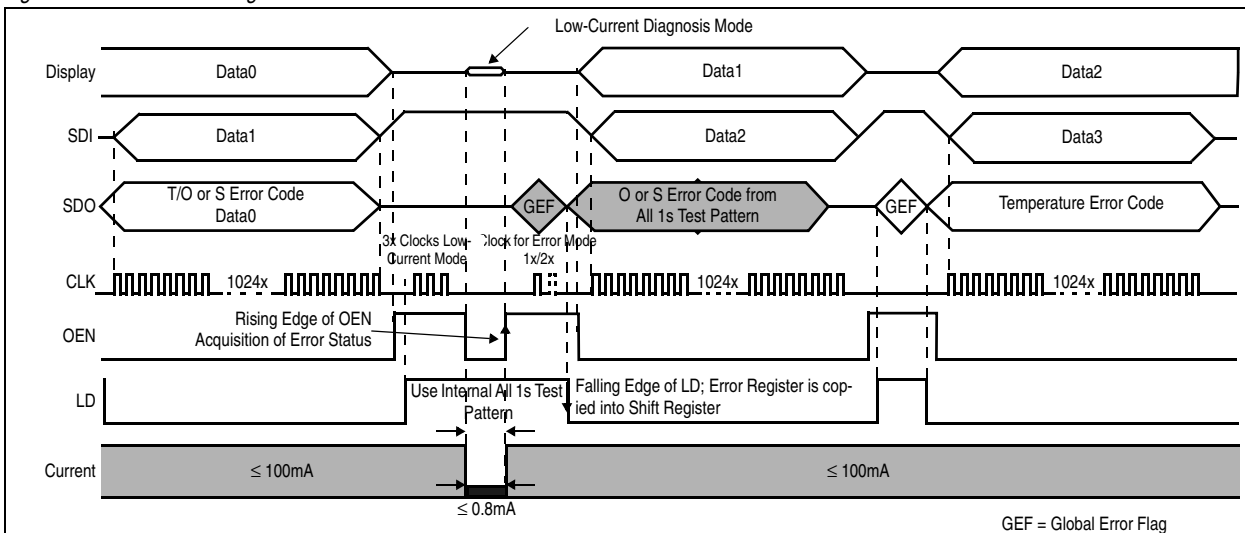 Low-Current Diagnosis Mode
Display
Data0
Data1
Data2
SDI
Data1
Data2
Data3
SDO
T/O or S Error Code
Data0
GEF
O or S Error Code from
All 1s Test Pattern
GEF
Temperature Error Code
3x Clocks Low-
Current Mode
Clock for Error Mode
1x/2x
CLK
1024x
1024x
1024x
OEN
Rising Edge of OEN
Acquisition of Error Status
LD
Use Internal All 1s Test
Pattern
Falling Edge of LD; Error Register is cop-
ied into Shift Register
Current
≤ 100mA
≤ 100mA
≤ 0.8mA
GEF = Global Error Flag